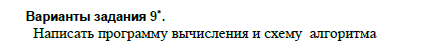 Варианты задания 9*.
Написать программу вычисления и схему алгоритма